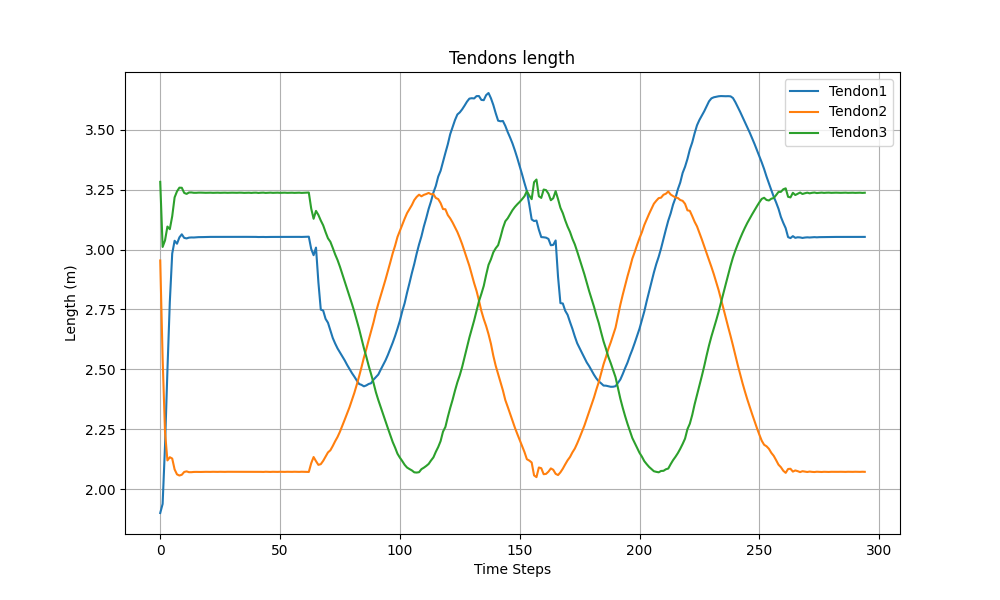 Tendons length
Tendon1
Tendon2
Tendon3
3.50
3.25
3.00
2.75
2.50
2.25
2.00
Length (m)
0 50 100 150 200 250 300
Time Steps